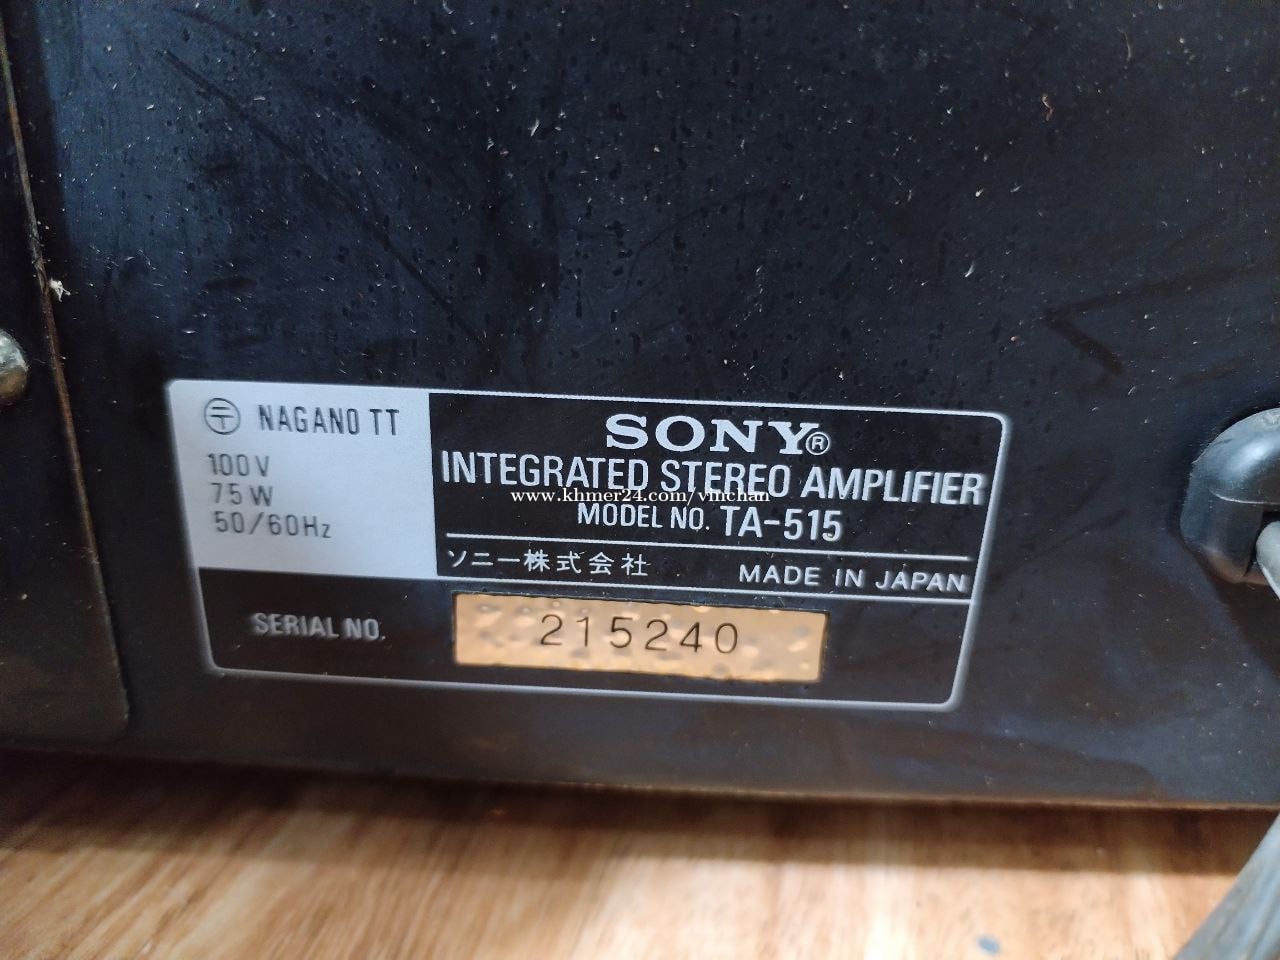 〒 NAGANO TT
100V
75W
50/60Hz
SONY®
INTEGRATED STEREO AMPLIFIER
www.khmer24.com/vinchan
MODEL NO. TA-515
ソニー株式会社 MADE IN JAPAN
SERIAL NO. 215240